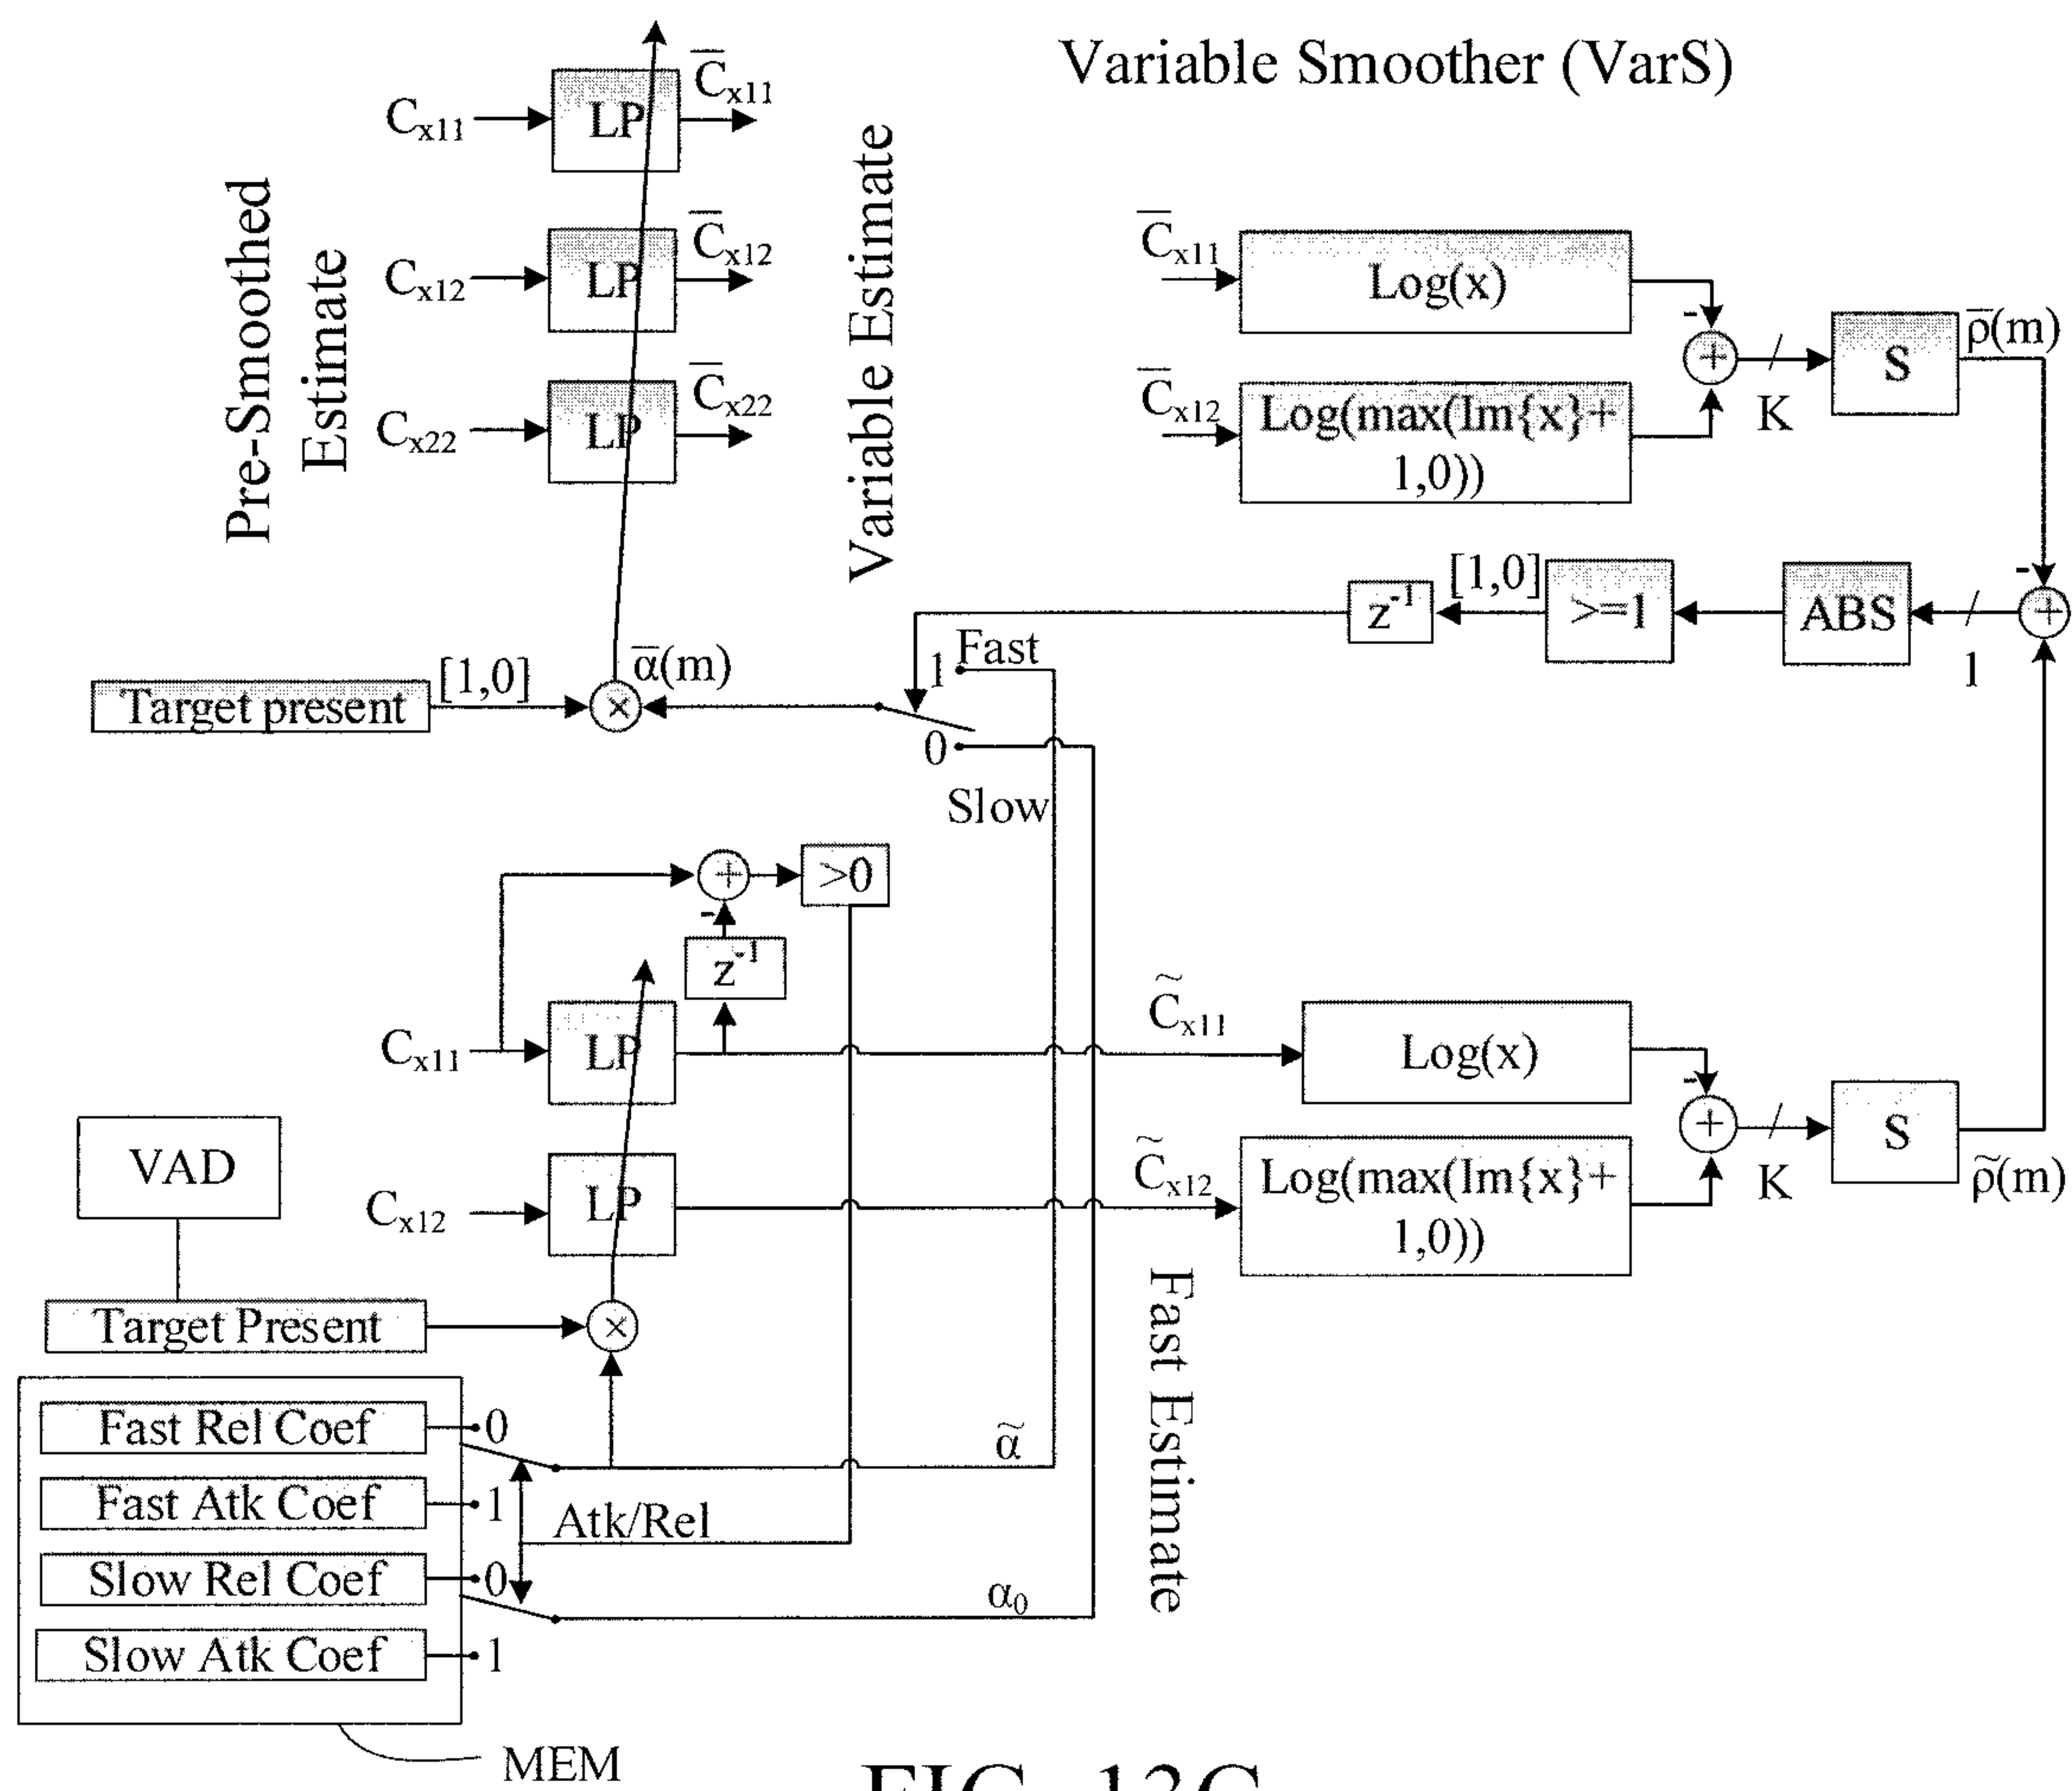 Variable Smoother (VarS)
Pre-Smoothed
Estimate
C̅x11
Cx11
LP
C̅x12
Cx12
LP
C̅x22
Cx22
LP
Variable Estimate
C̅x11
Log(x)
-
+
K
S
ρ̅(m)
C̅x12
Log(max(Im{x}+
1,0))
-
+
1
ABS
>=1
[1,0]
z-1
Target present
[1,0]
×
α̅(m)
1
Fast
0
Slow
+
>0
-
z-1
Cx11
LP
C̃x11
Log(x)
-
+
K
S
ρ̃(m)
VAD
Cx12
LP
C̃x12
Log(max(Im{x}+
1,0))
Fast Estimate
Target Present
×
Fast Rel Coef
0
α̃
Fast Atk Coef
1
Atk/Rel
Slow Rel Coef
0
α0
Slow Atk Coef
1
MEM
FIG. 13C